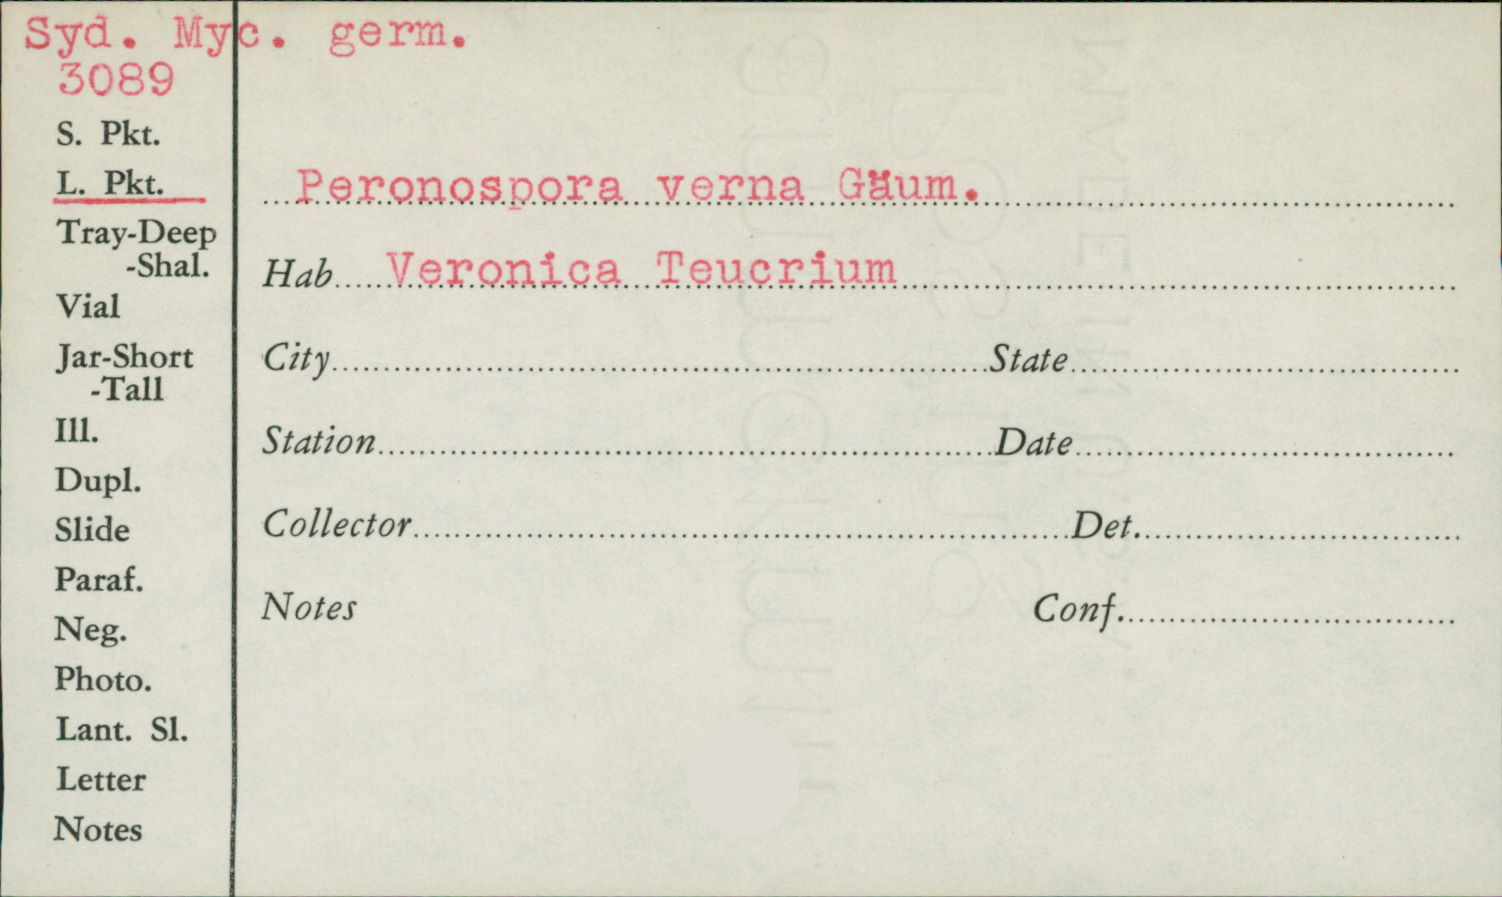 Syd. Myc. germ.
3089
S. Pkt.
L. Pkt.
Tray-Deep
-Shal.
Vial
Jar-Short
-Tall
Ill.
Dupl.
Slide
Paraf.
Neg.
Photo.
Lant. Sl.
Letter
Notes
Peronospora verna Gäum.
Hab. Veronica Teucrium
City State
Station Date
Collector Det.
Notes Conf.